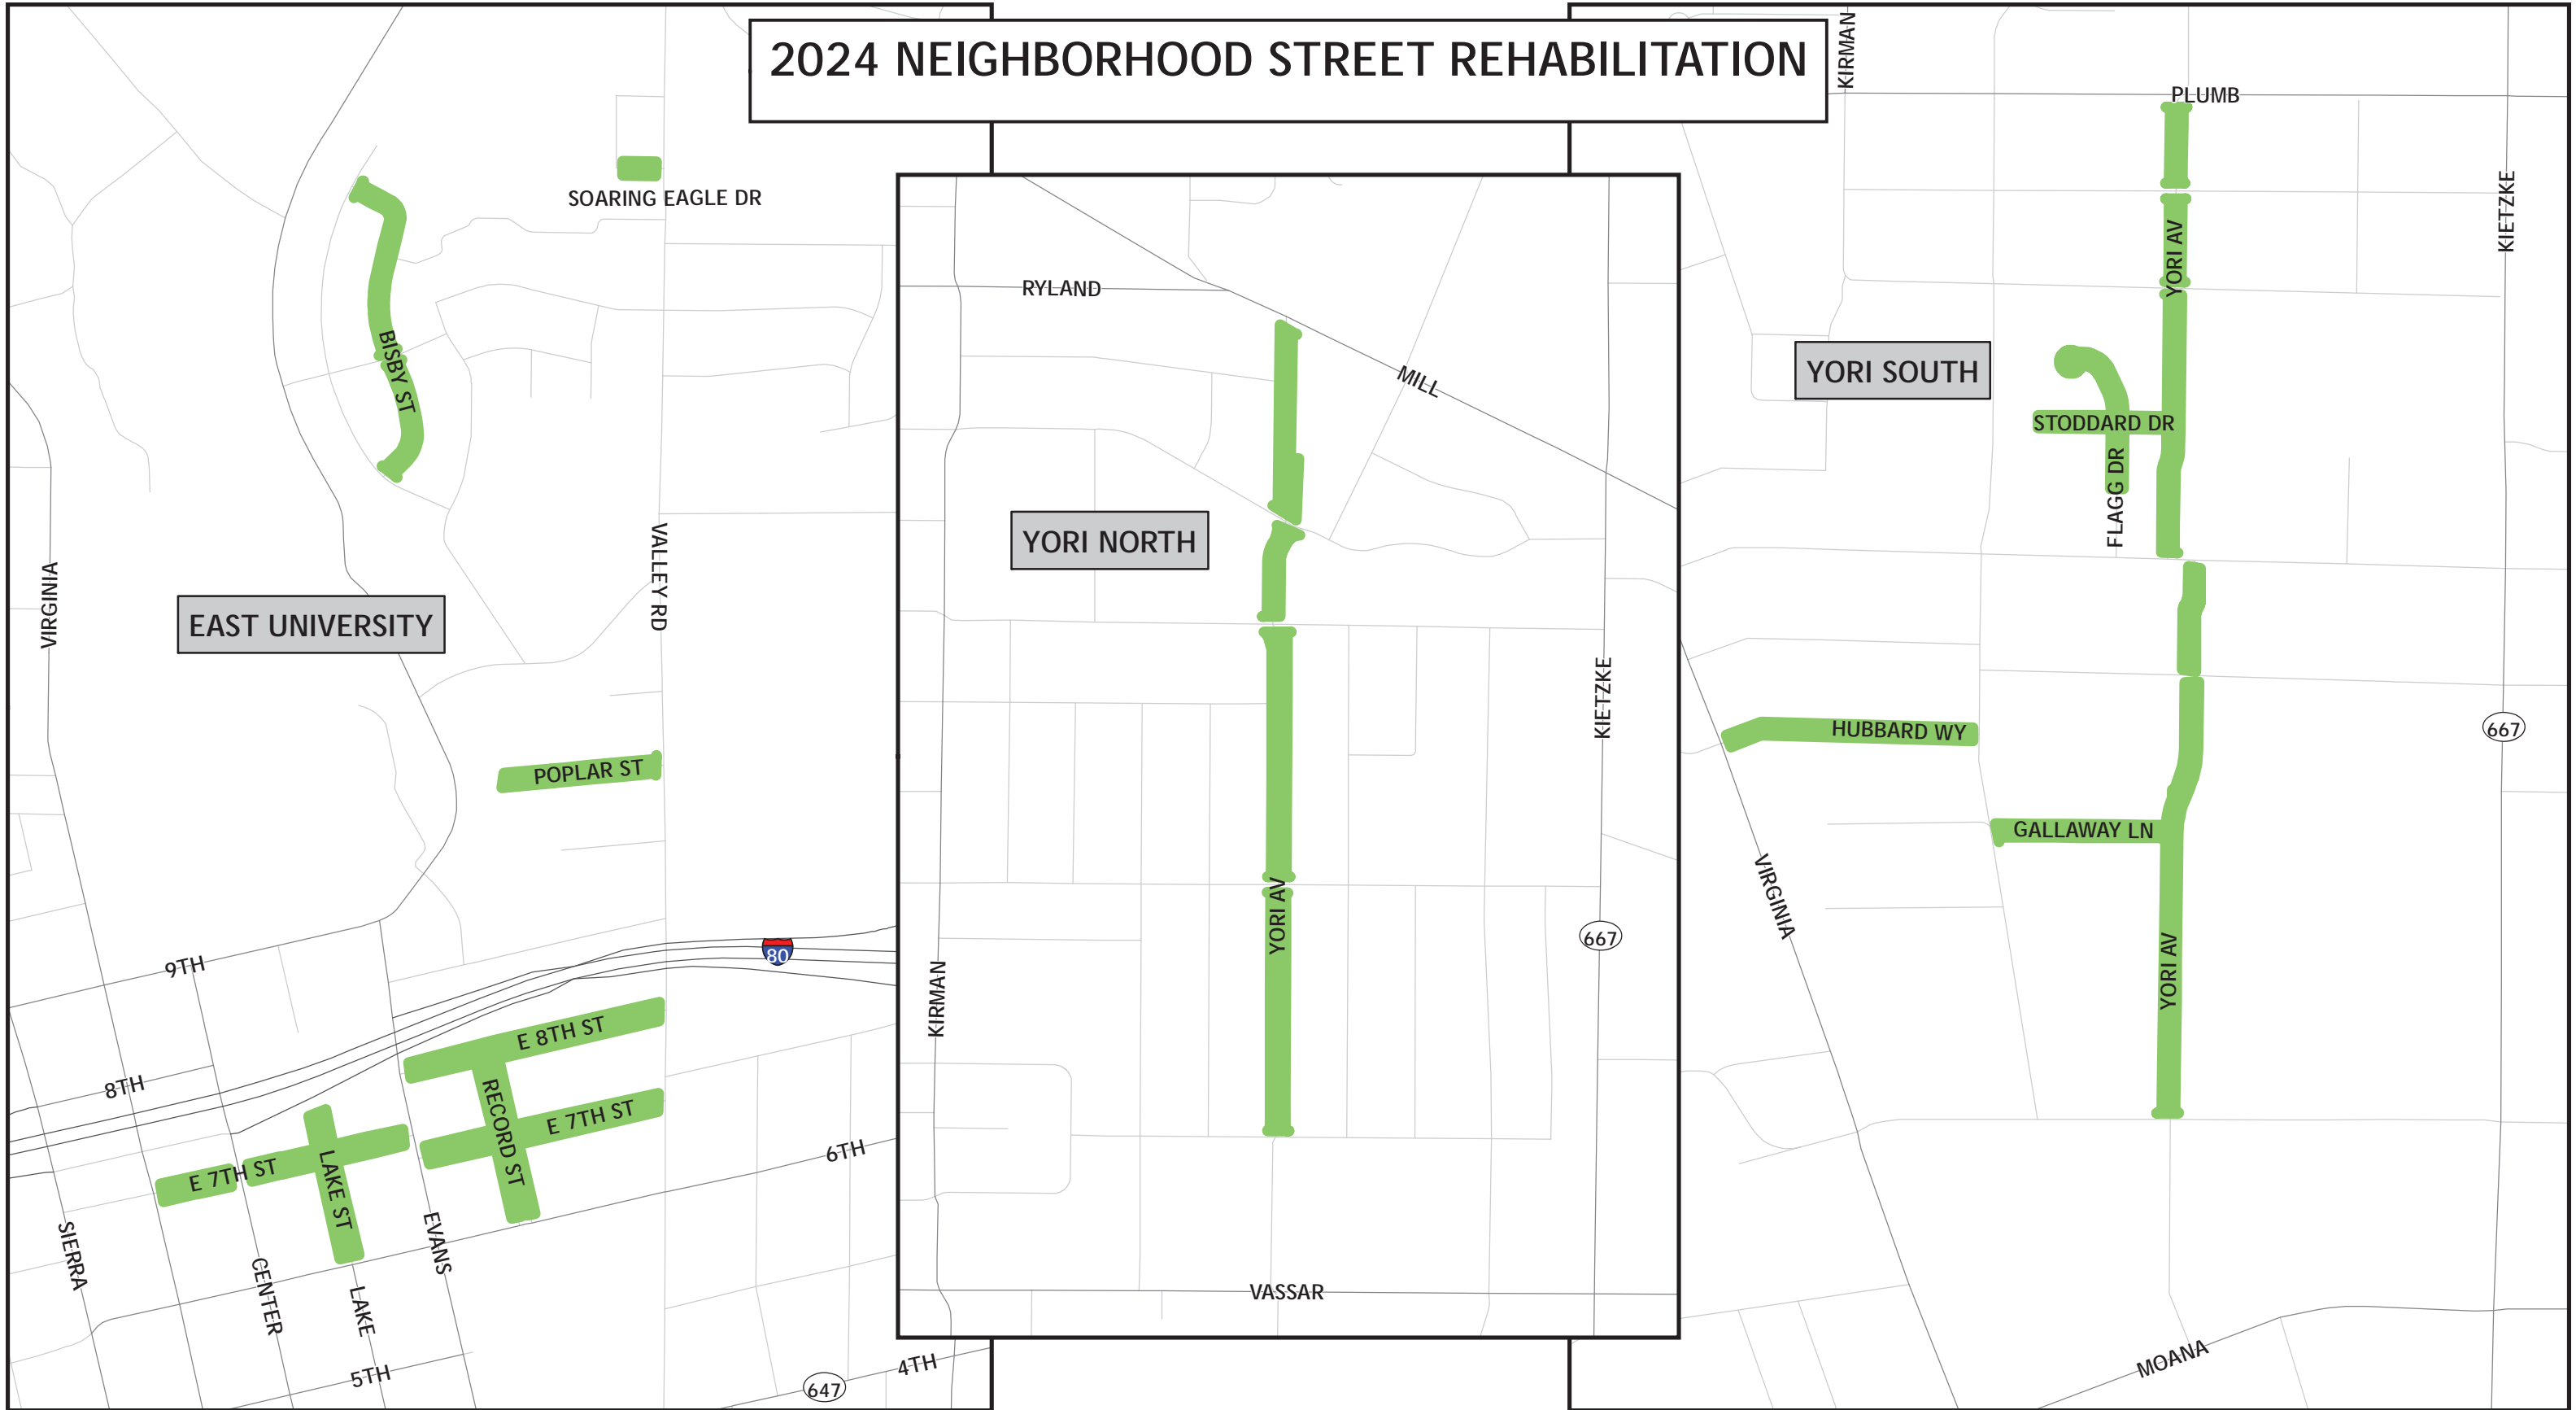 2024 NEIGHBORHOOD STREET REHABILITATION
SOARING EAGLE DR
BISBY ST
VALLEY RD
VIRGINIA
EAST UNIVERSITY
POPLAR ST
9TH
80
8TH
E 8TH ST
RECORD ST
E 7TH ST
E 7TH ST
LAKE ST
6TH
SIERRA
CENTER
LAKE
EVANS
5TH
647
4TH
RYLAND
MILL
YORI NORTH
KIETZKE
YORI AV
667
KIRMAN
VASSAR
KIRMAN
PLUMB
KIETZKE
YORI AV
YORI SOUTH
STODDARD DR
FLAGG DR
HUBBARD WY
667
GALLAWAY LN
VIRGINIA
YORI AV
MOANA